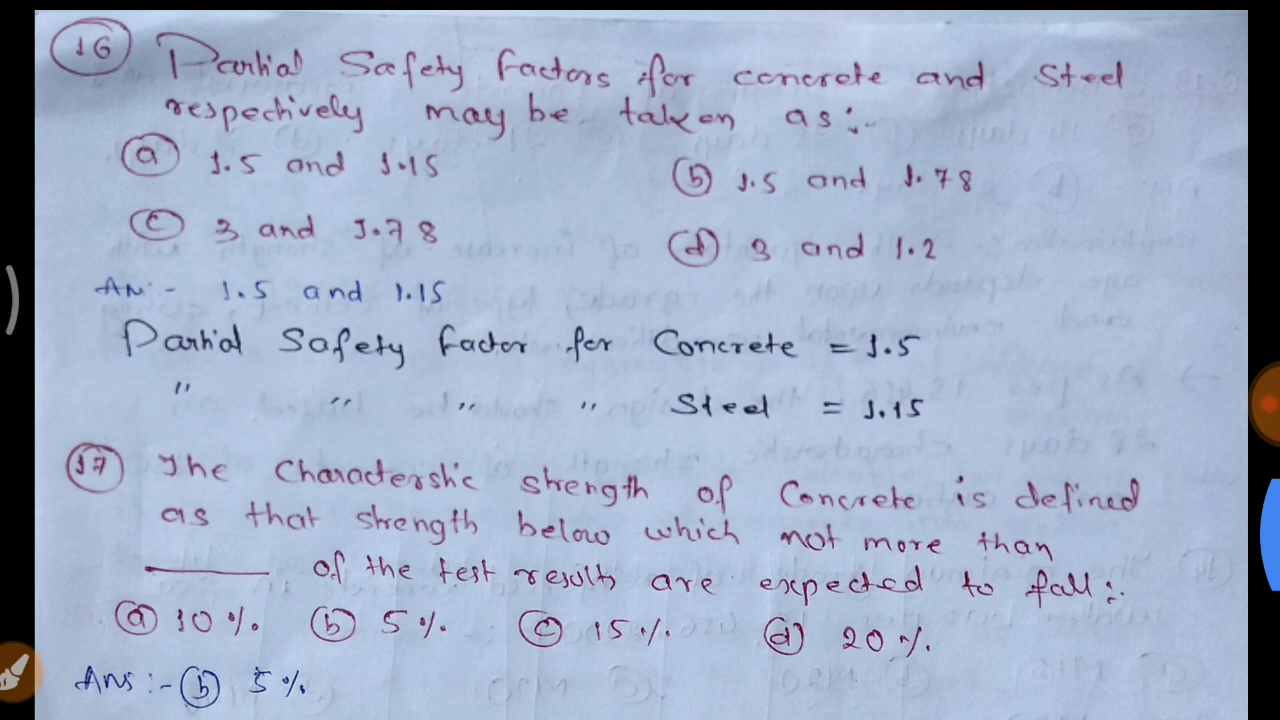 16 Partial Safety factors for concrete and Steel
respectively may be taken as:-
a 1.5 and 1.15
b 1.5 and 1.78
c 3 and 1.78
d 3 and 1.2
An:- 1.5 and 1.15
Partial Safety factor for Concrete = 1.5
" " " " Steel = 1.15
17 The Characterstic strength of Concrete is defined
as that strength below which not more than
_____ of the test results are expected to fall:
a 10% b 5% c 15% d 20%
Ans:- b 5%